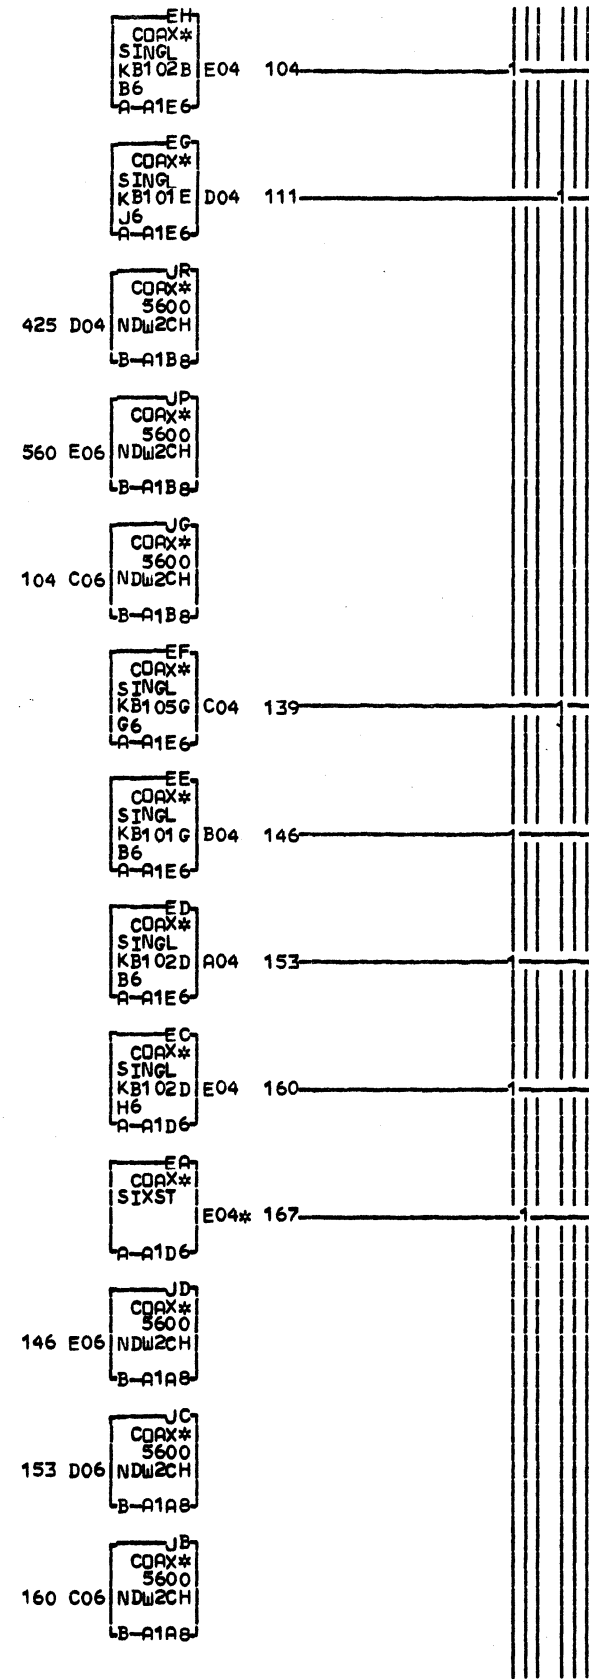 EH
COAX*
SINGL
KB102B E04 104 1
B6
A-A1E6
EG
COAX*
SINGL
KB101E D04 111 1
J6
A-A1E6
JR
COAX*
5600
425 D04 NDW2CH
B-A1B8
JP
COAX*
5600
560 E06 NDW2CH
B-A1B8
JG
COAX*
5600
104 C06 NDW2CH
B-A1B8
EF
COAX*
SINGL
KB105G C04 139 1
G6
A-A1E6
EE
COAX*
SINGL
KB101G B04 146 1
B6
A-A1E6
ED
COAX*
SINGL
KB102D A04 153 1
B6
A-A1E6
EC
COAX*
SINGL
KB102D E04 160 1
H6
A-A1D6
EA
COAX*
SIXST
E04* 167 1
A-A1D6
JD
COAX*
5600
146 E06 NDW2CH
B-A1A8
JC
COAX*
5600
153 D06 NDW2CH
B-A1A8
JB
COAX*
5600
160 C06 NDW2CH
B-A1A8